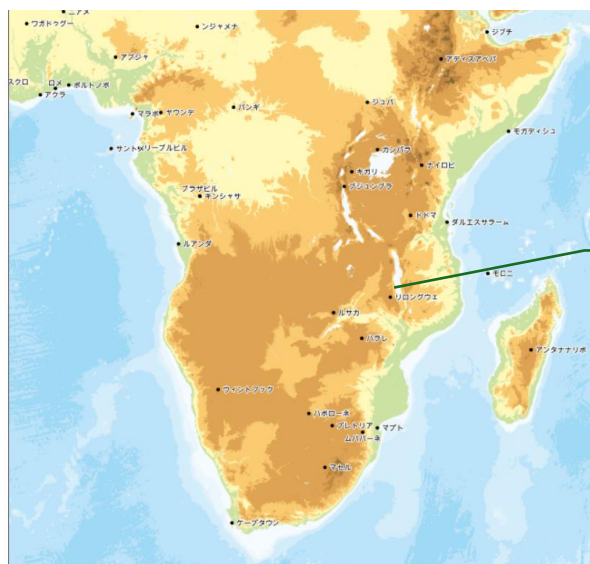 ニアメ
ワガドゥグー
ンジャメナ
ジブチ
アブジャ
アディスアベバ
スクロ
ロメ
ポルトノボ
アクラ
マラボ
ヤウンデ
バンギ
ジュバ
モガディシュ
サント
リーブルビル
カンパラ
ナイロビ
キガリ
ブジュンブラ
ブラザビル
キンシャサ
ドドマ
ダルエスサラーム
ルアンダ
モロニ
リロングウェ
ルサカ
ハラレ
アンタナナリボ
ウィントフック
ハボローネ
プレトリア
マプト
ムババーネ
マセル
ケープタウン